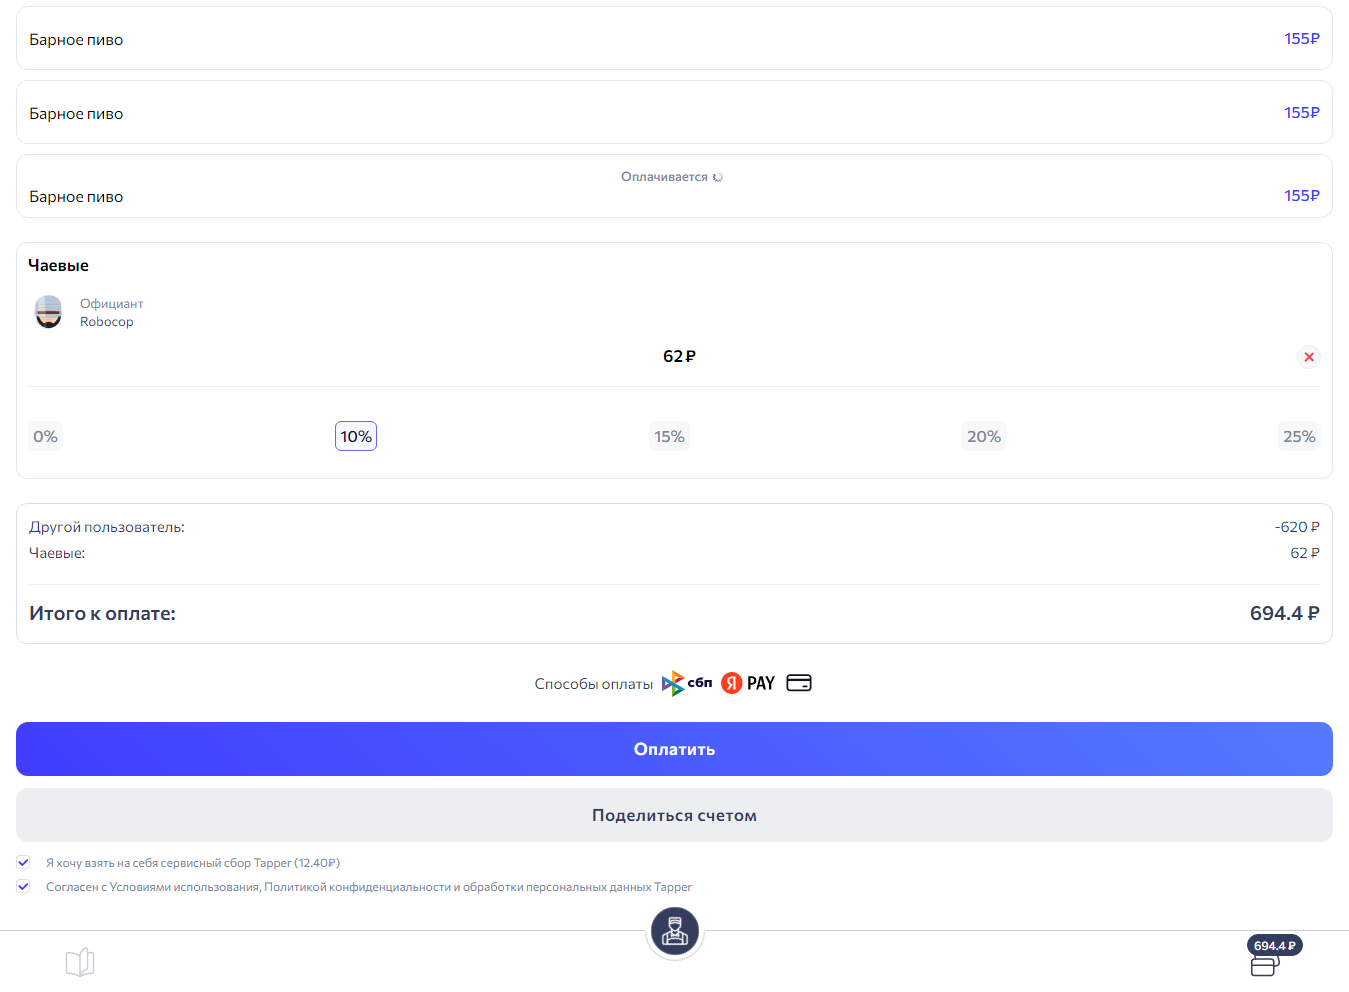 Барное пиво 155₽
Барное пиво 155₽
Оплачивается
Барное пиво 155₽
Чаевые
Официант
Robocop
62 ₽
0% 10% 15% 20% 25%
Другой пользователь: -620 ₽
Чаевые: 62 ₽
Итого к оплате: 694.4 ₽
Способы оплаты сбп Я PAY
Оплатить
Поделиться счетом
Я хочу взять на себя сервисный сбор Tapper (12.40₽)
Согласен с Условиями использования, Политикой конфиденциальности и обработки персональных данных Tapper
694.4 ₽